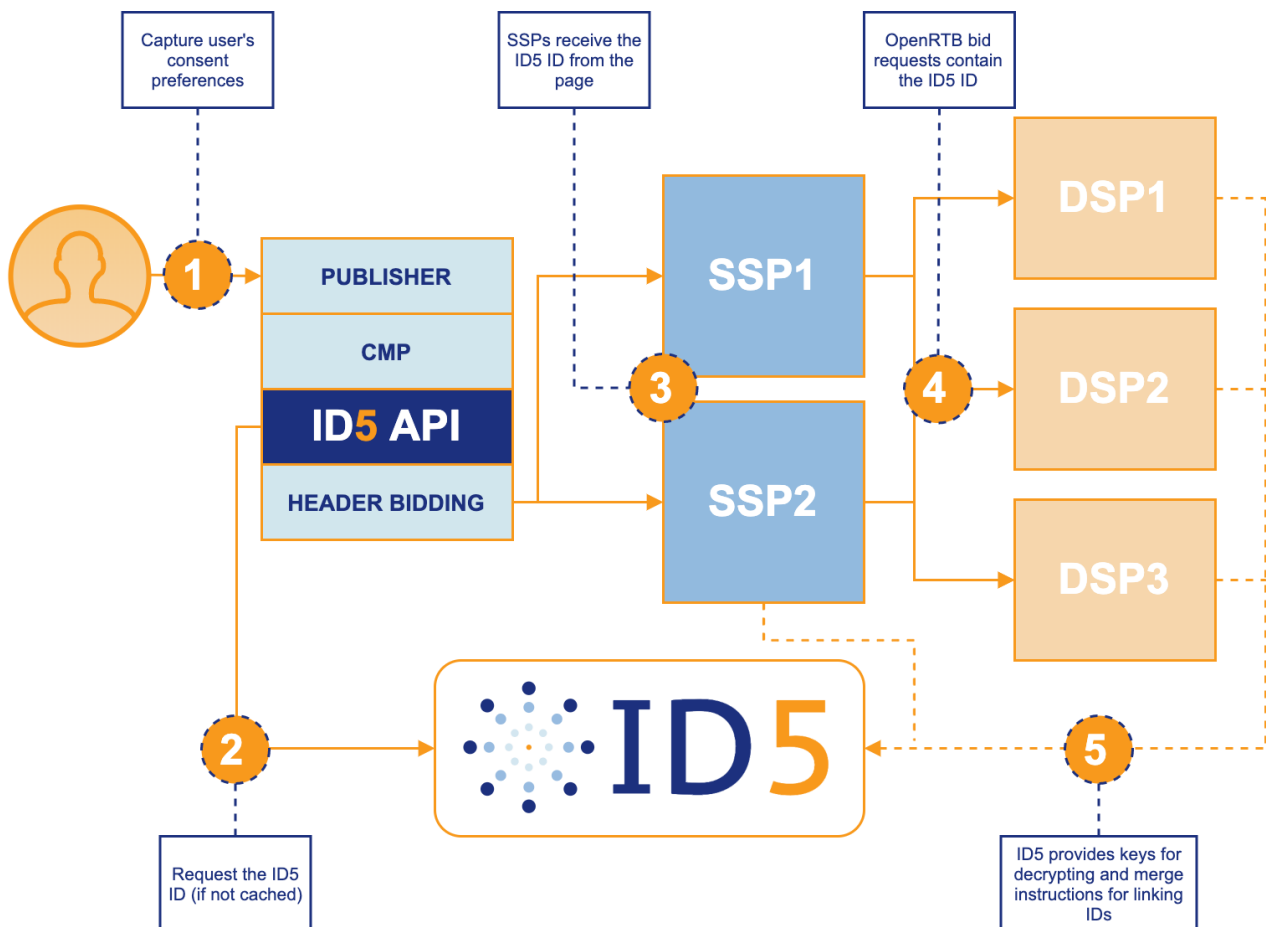 Capture user's
consent
preferences
SSPs receive the
ID5 ID from the
page
OpenRTB bid
requests contain
the ID5 ID
1
PUBLISHER
CMP
ID5 API
HEADER BIDDING
SSP1
3
SSP2
4
DSP1
DSP2
DSP3
2
ID5
5
Request the ID5
ID (if not cached)
ID5 provides keys for
decrypting and merge
instructions for linking
IDs